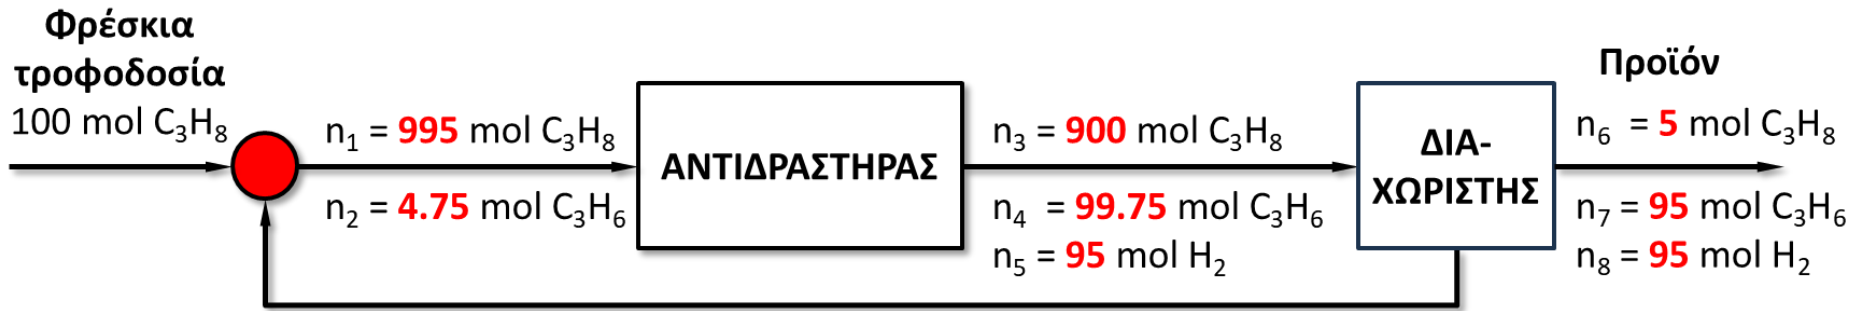 Φρέσκια
τροφοδοσία
100 mol C₃H₈
n₁ = 995 mol C₃H₈
n₂ = 4.75 mol C₃H₆
ΑΝΤΙΔΡΑΣΤΗΡΑΣ
n₃ = 900 mol C₃H₈
n₄ = 99.75 mol C₃H₆
n₅ = 95 mol H₂
ΔΙΑ-
ΧΩΡΙΣΤΗΣ
Προϊόν
n₆ = 5 mol C₃H₈
n₇ = 95 mol C₃H₆
n₈ = 95 mol H₂